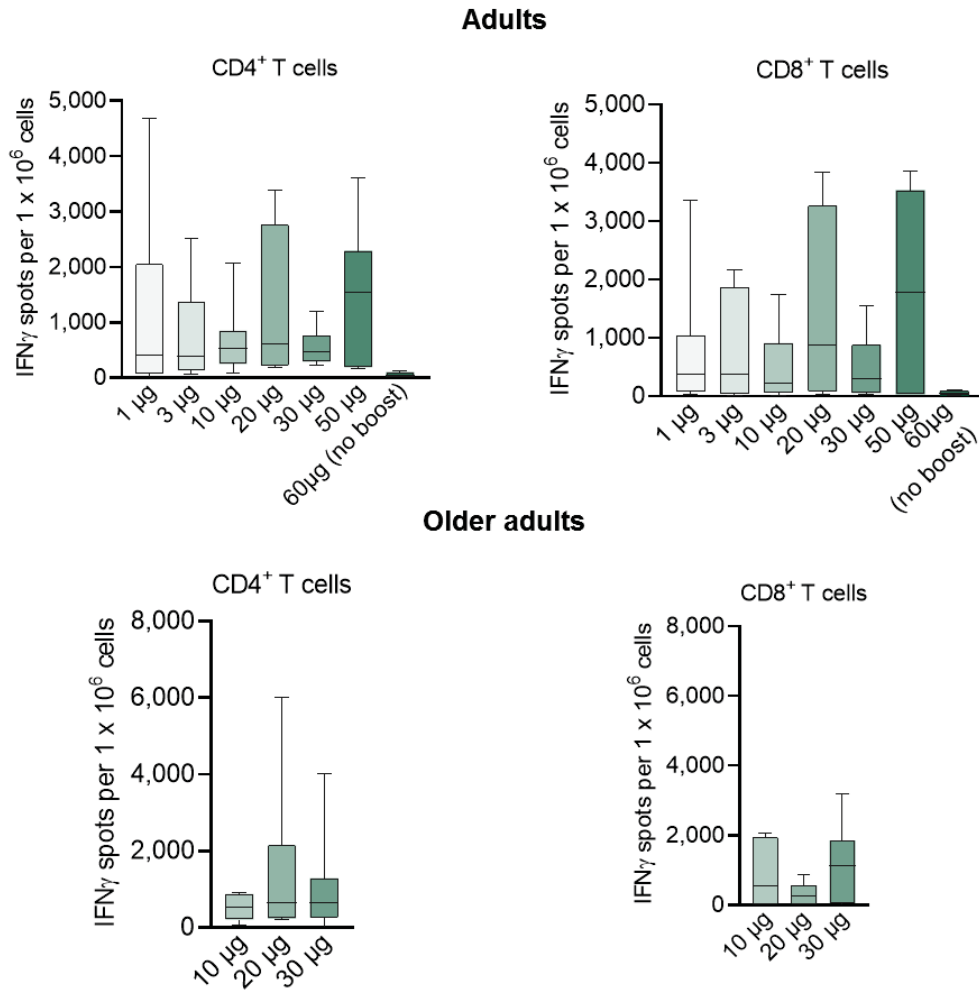 Adults
CD4⁺ T cells
IFNγ spots per 1 x 10⁶ cells
5,000
4,000
3,000
2,000
1,000
0
1 µg
3 µg
10 µg
20 µg
30 µg
50 µg
60µg (no boost)
CD8⁺ T cells
IFNγ spots per 1 x 10⁶ cells
5,000
4,000
3,000
2,000
1,000
0
1 µg
3 µg
10 µg
20 µg
30 µg
50 µg
60µg
(no boost)
Older adults
CD4⁺ T cells
IFNγ spots per 1 x 10⁶ cells
8,000
6,000
4,000
2,000
0
10 µg
20 µg
30 µg
CD8⁺ T cells
IFNγ spots per 1 x 10⁶ cells
8,000
6,000
4,000
2,000
0
10 µg
20 µg
30 µg